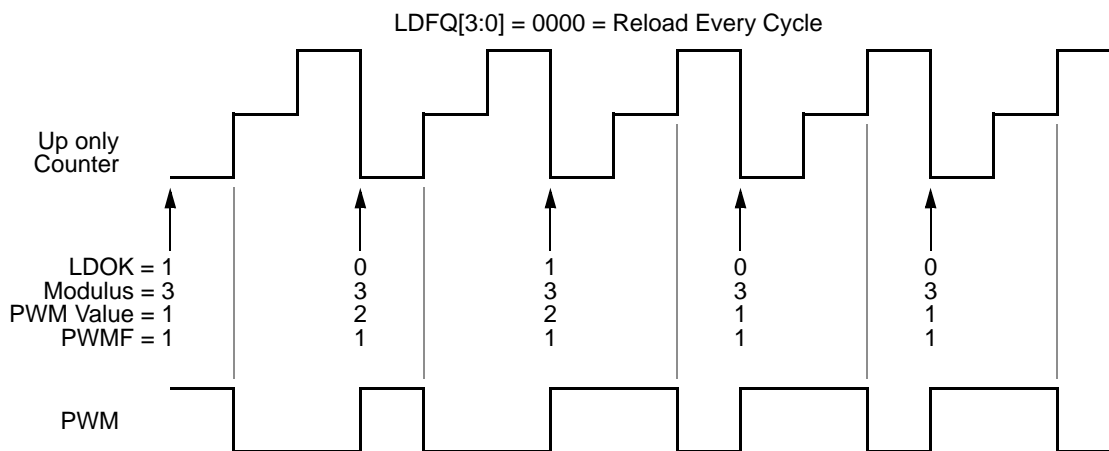 LDFQ[3:0] = 0000 = Reload Every Cycle
Up only
Counter
LDOK = 1 0 1 0 0
Modulus = 3 3 3 3 3
PWM Value = 1 2 2 1 1
PWMF = 1 1 1 1 1
PWM